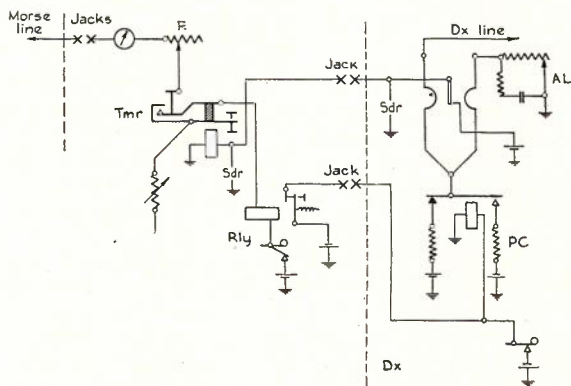 Morse line
Jacks
R
Dx line
Jack
AL
Tmr
Sdr
Sdr
Jack
Rly
PC
Dx